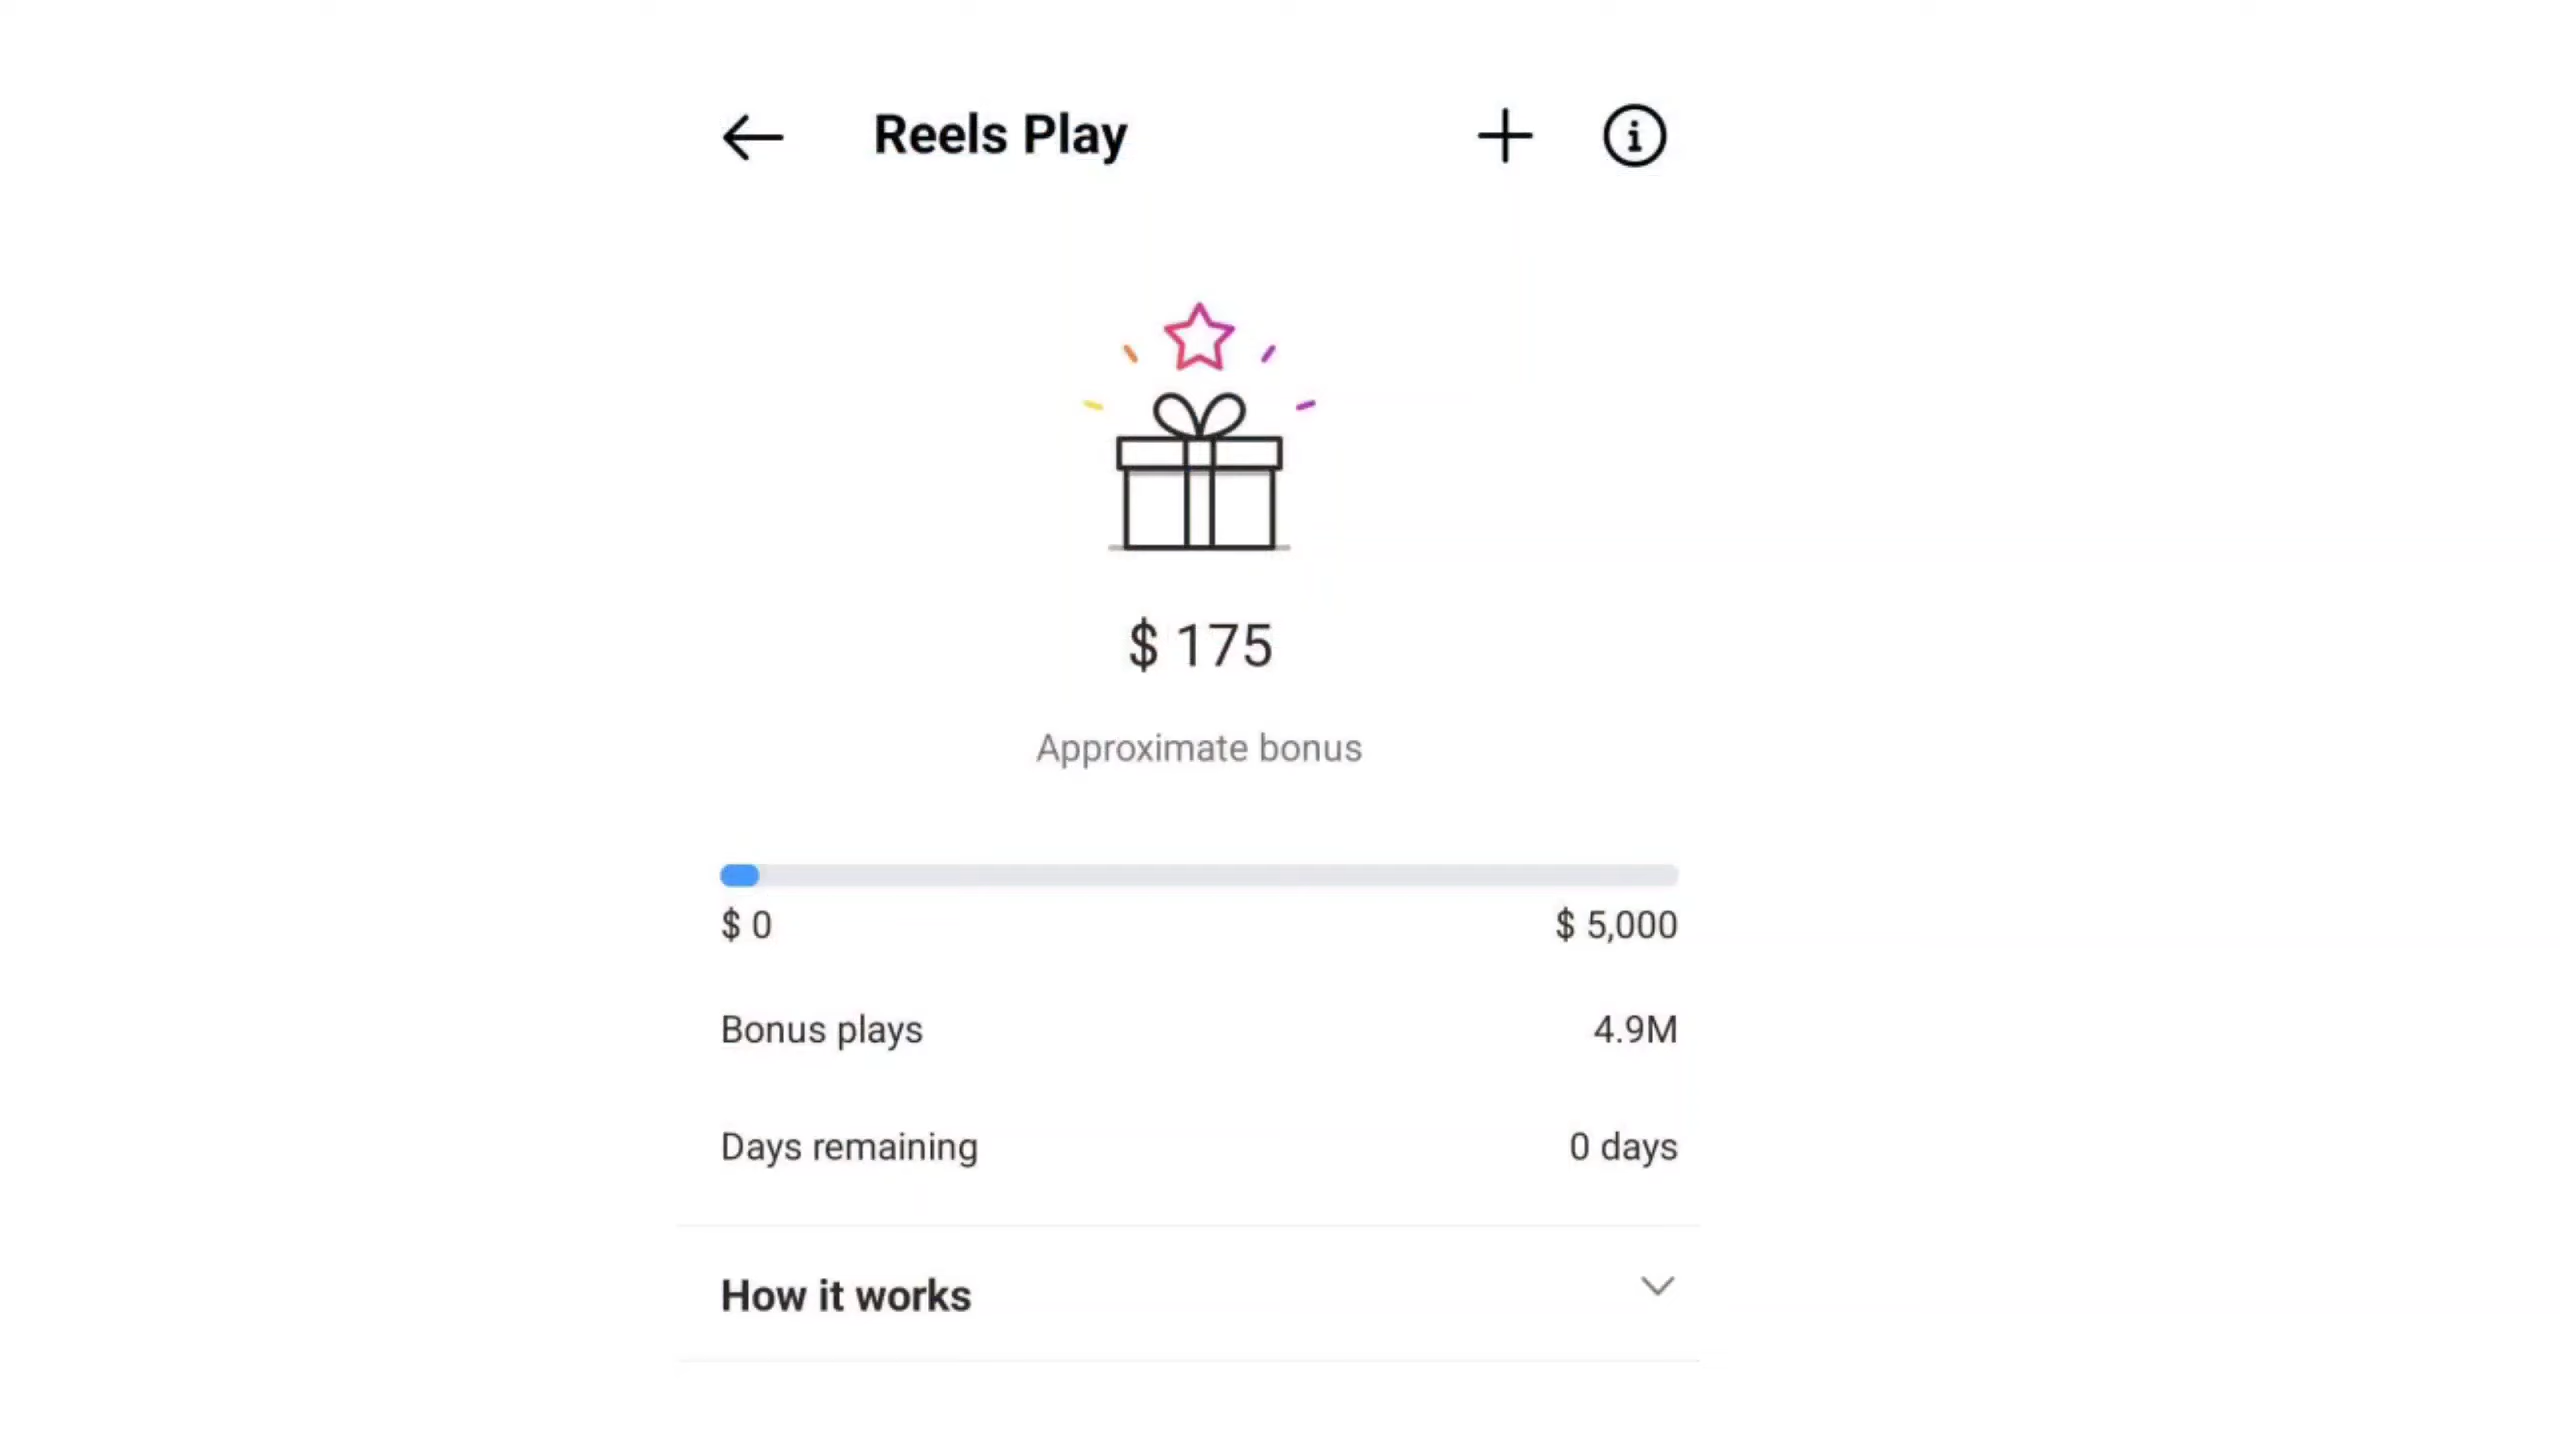 Reels Play
$ 175
Approximate bonus
$ 0 $ 5,000
Bonus plays 4.9M
Days remaining 0 days
How it works